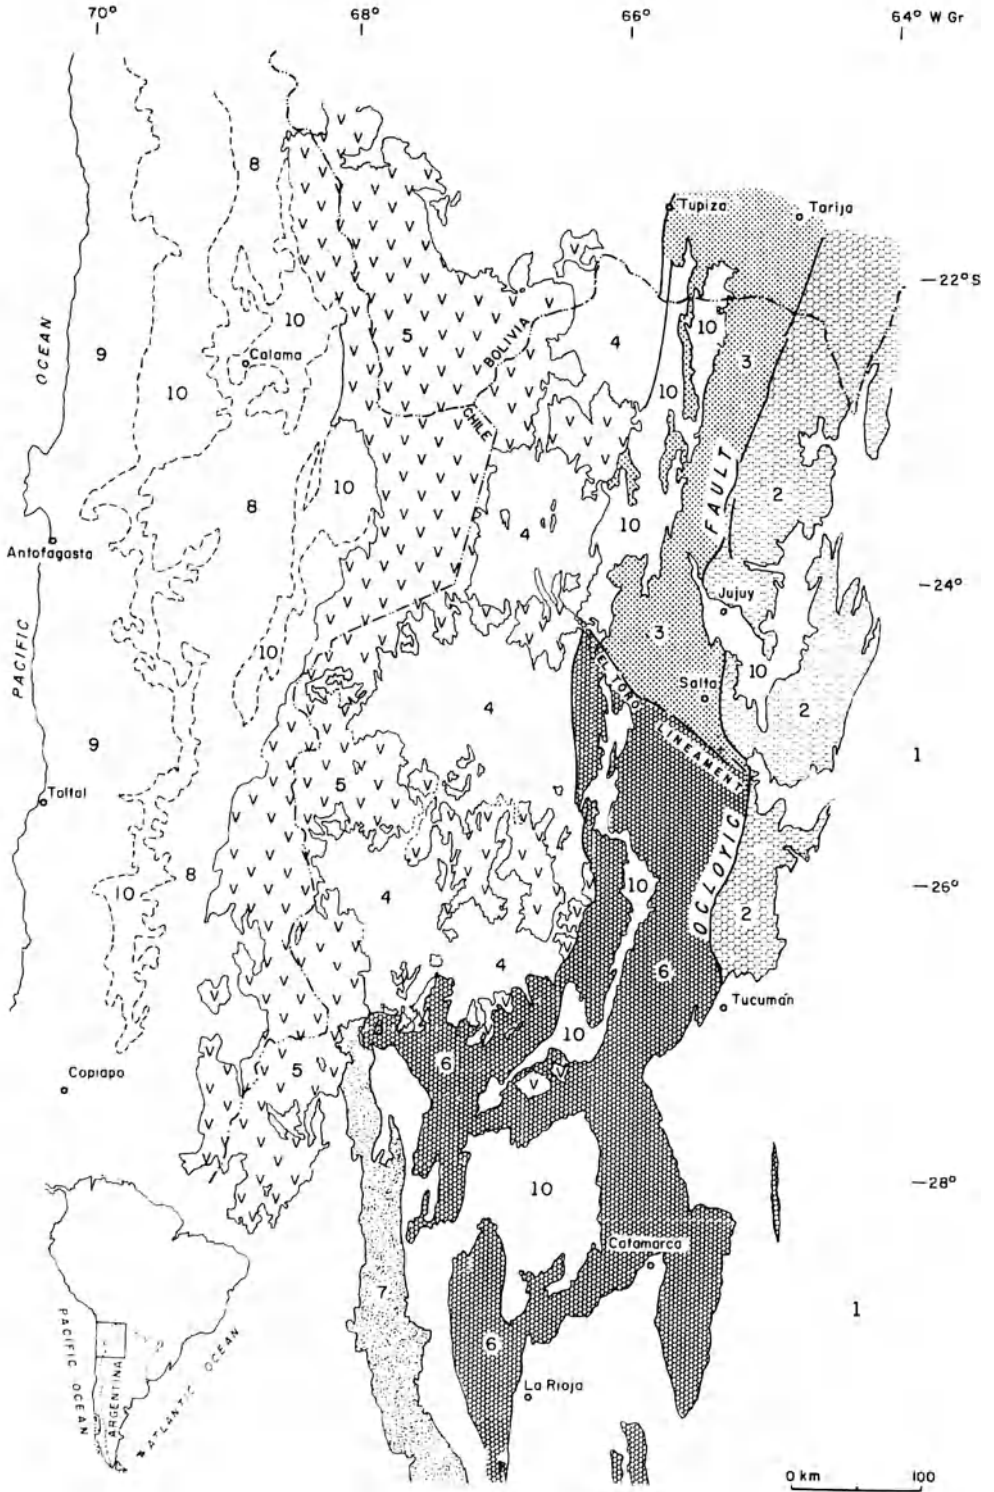 70°
68°
66°
64° W Gr
8
Tupiza
Tarija
—22°S
OCEAN
9
10
10
Calama
5
BOLIVIA
CHILE
4
10
10
3
FAULT
2
10
8
10
4
Antofagasta
—24°
Jujuy
PACIFIC
10
3
10
EL TORO LINEAMENT
Salta
4
2
9
1
5
Taltal
8
OCLOYIC
10
10
4
—26°
2
4
6
Tucumán
10
6
5
Copiapo
10
—28°
Catamarca
7
1
6
La Rioja
PACIFIC OCEAN
ARGENTINA
ATLANTIC OCEAN
0 km 100